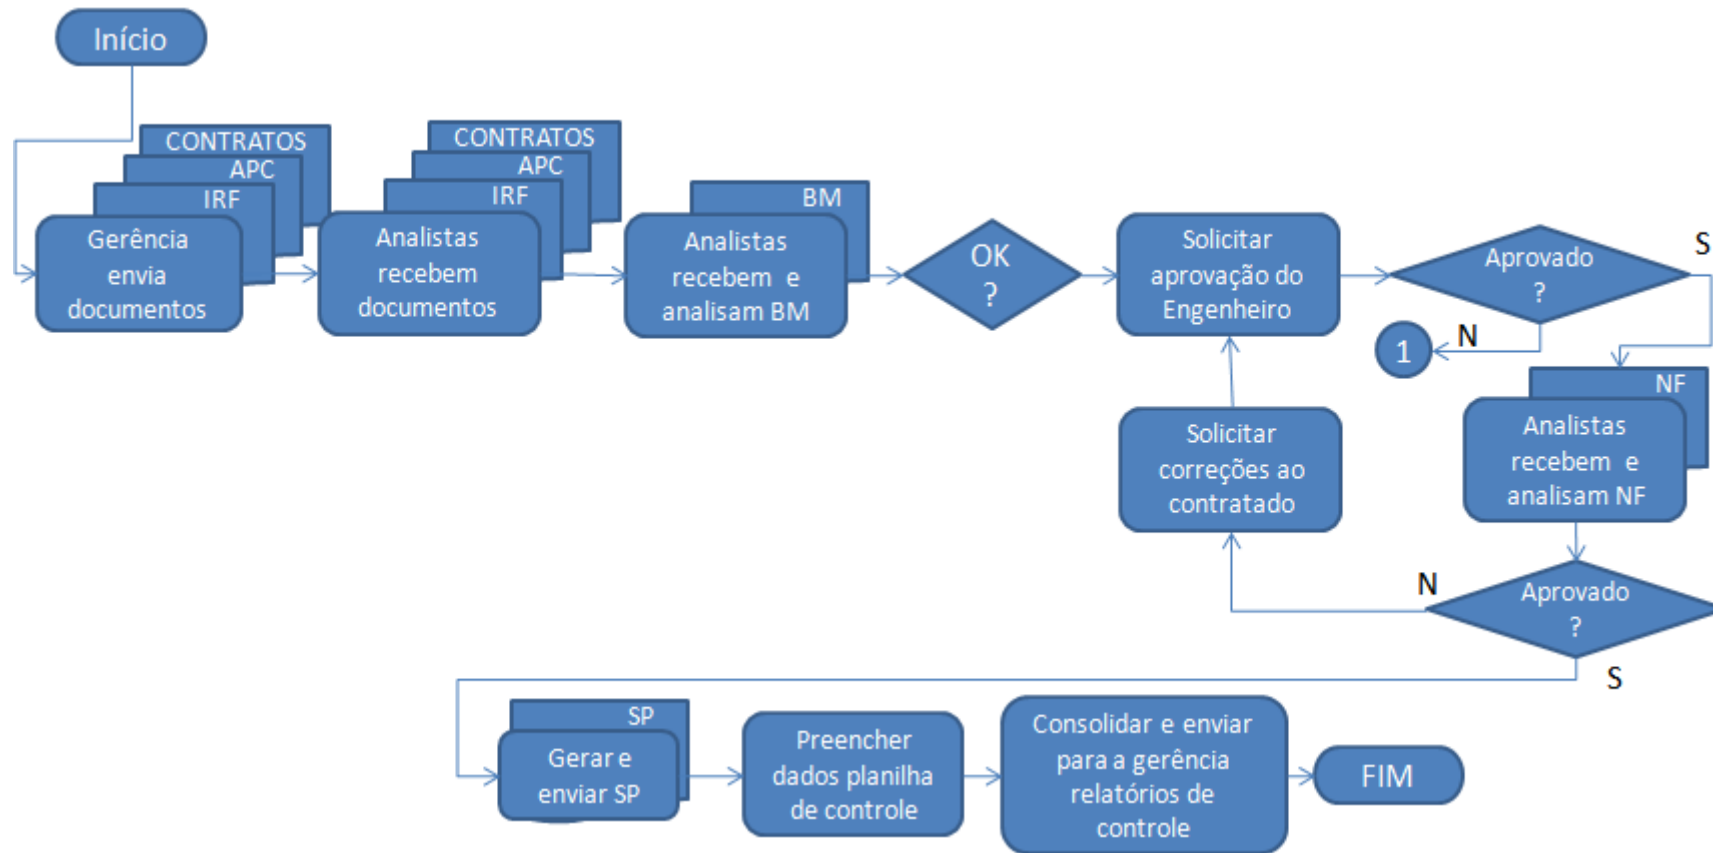 Início
CONTRATOS
APC
IRF
Gerência
envia
documentos
CONTRATOS
APC
IRF
Analistas
recebem
documentos
BM
Analistas
recebem e
analisam BM
OK
?
Solicitar
aprovação do
Engenheiro
Aprovado
?
S
N
1
NF
Analistas
recebem e
analisam NF
Solicitar
correções ao
contratado
Aprovado
?
N
S
SP
Gerar e
enviar SP
Preencher
dados planilha
de controle
Consolidar e enviar
para a gerência
relatórios de
controle
FIM